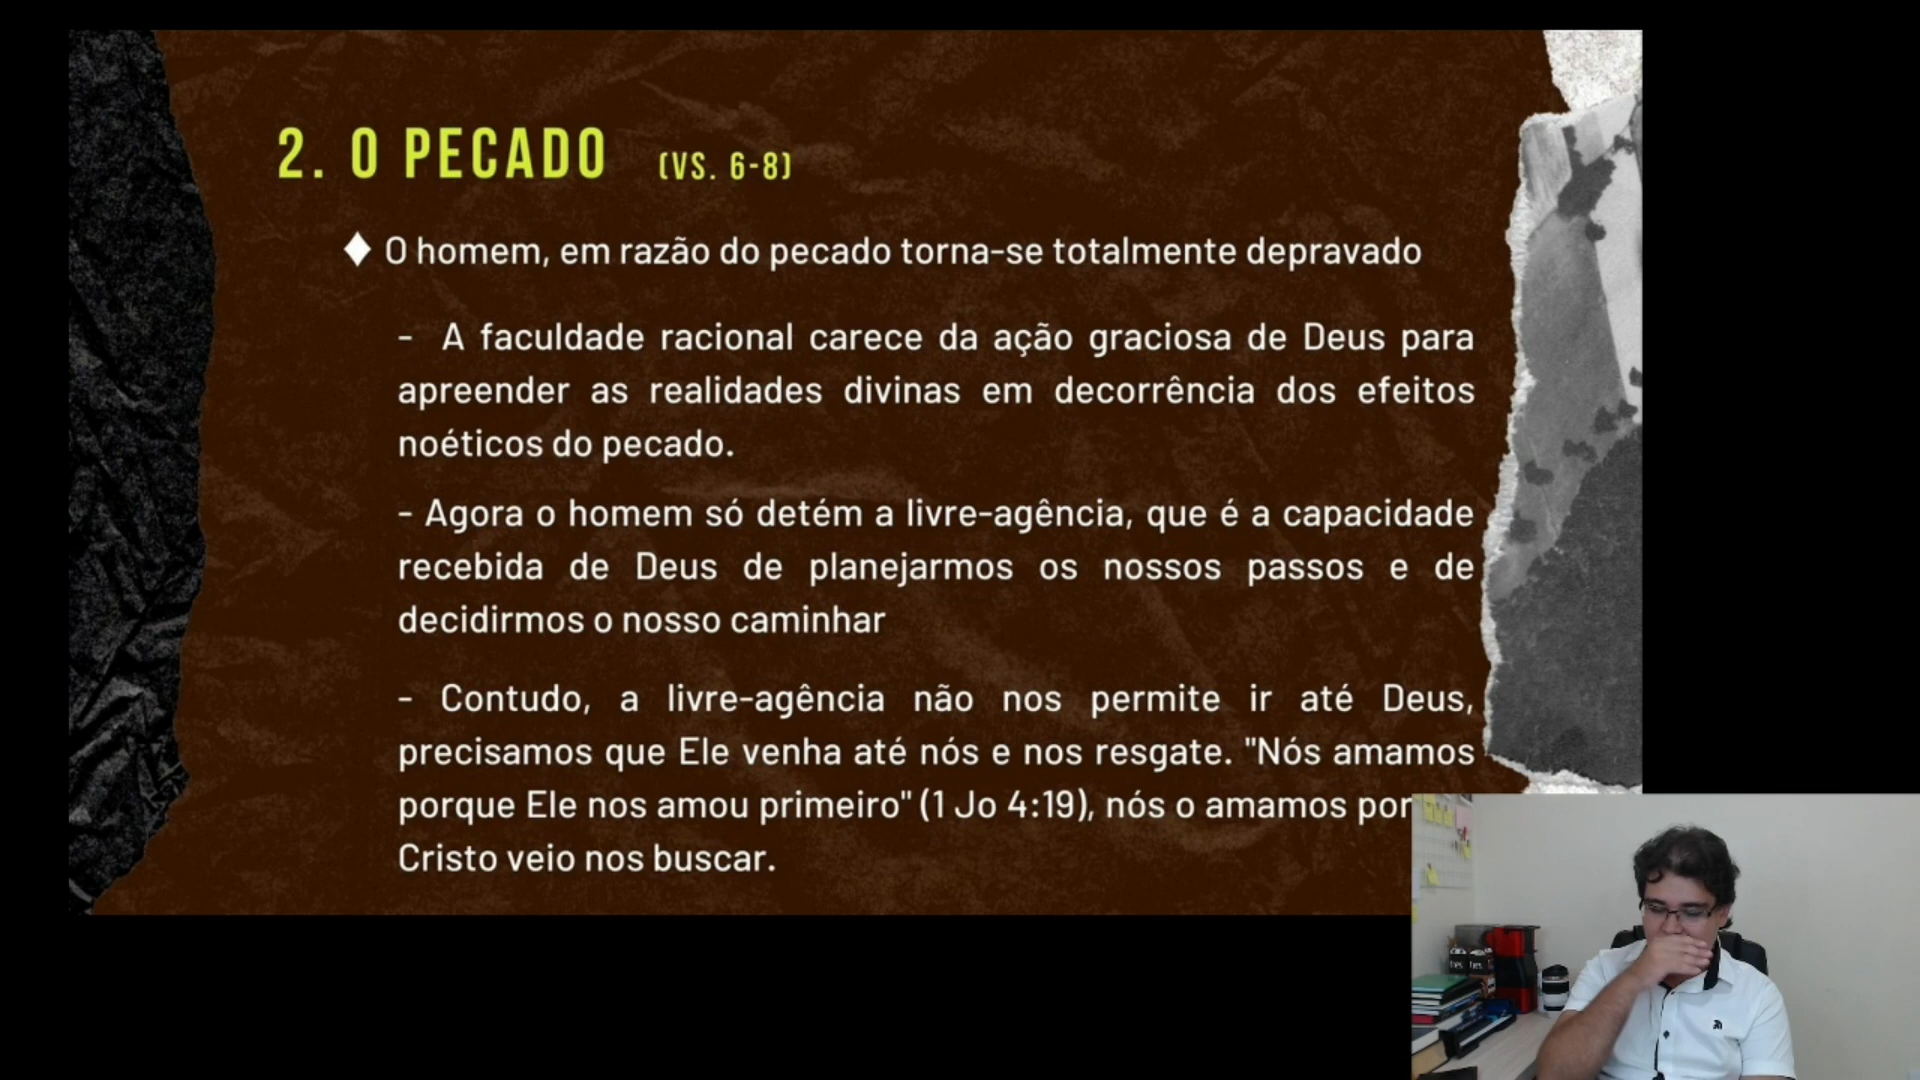 2. O PECADO (VS. 6-8)
♦ O homem, em razão do pecado torna-se totalmente depravado
- A faculdade racional carece da ação graciosa de Deus para
apreender as realidades divinas em decorrência dos efeitos
noéticos do pecado.
- Agora o homem só detém a livre-agência, que é a capacidade
recebida de Deus de planejarmos os nossos passos e de
decidirmos o nosso caminhar
- Contudo, a livre-agência não nos permite ir até Deus,
precisamos que Ele venha até nós e nos resgate. "Nós amamos
porque Ele nos amou primeiro" (1 Jo 4:19), nós o amamos por
Cristo veio nos buscar.